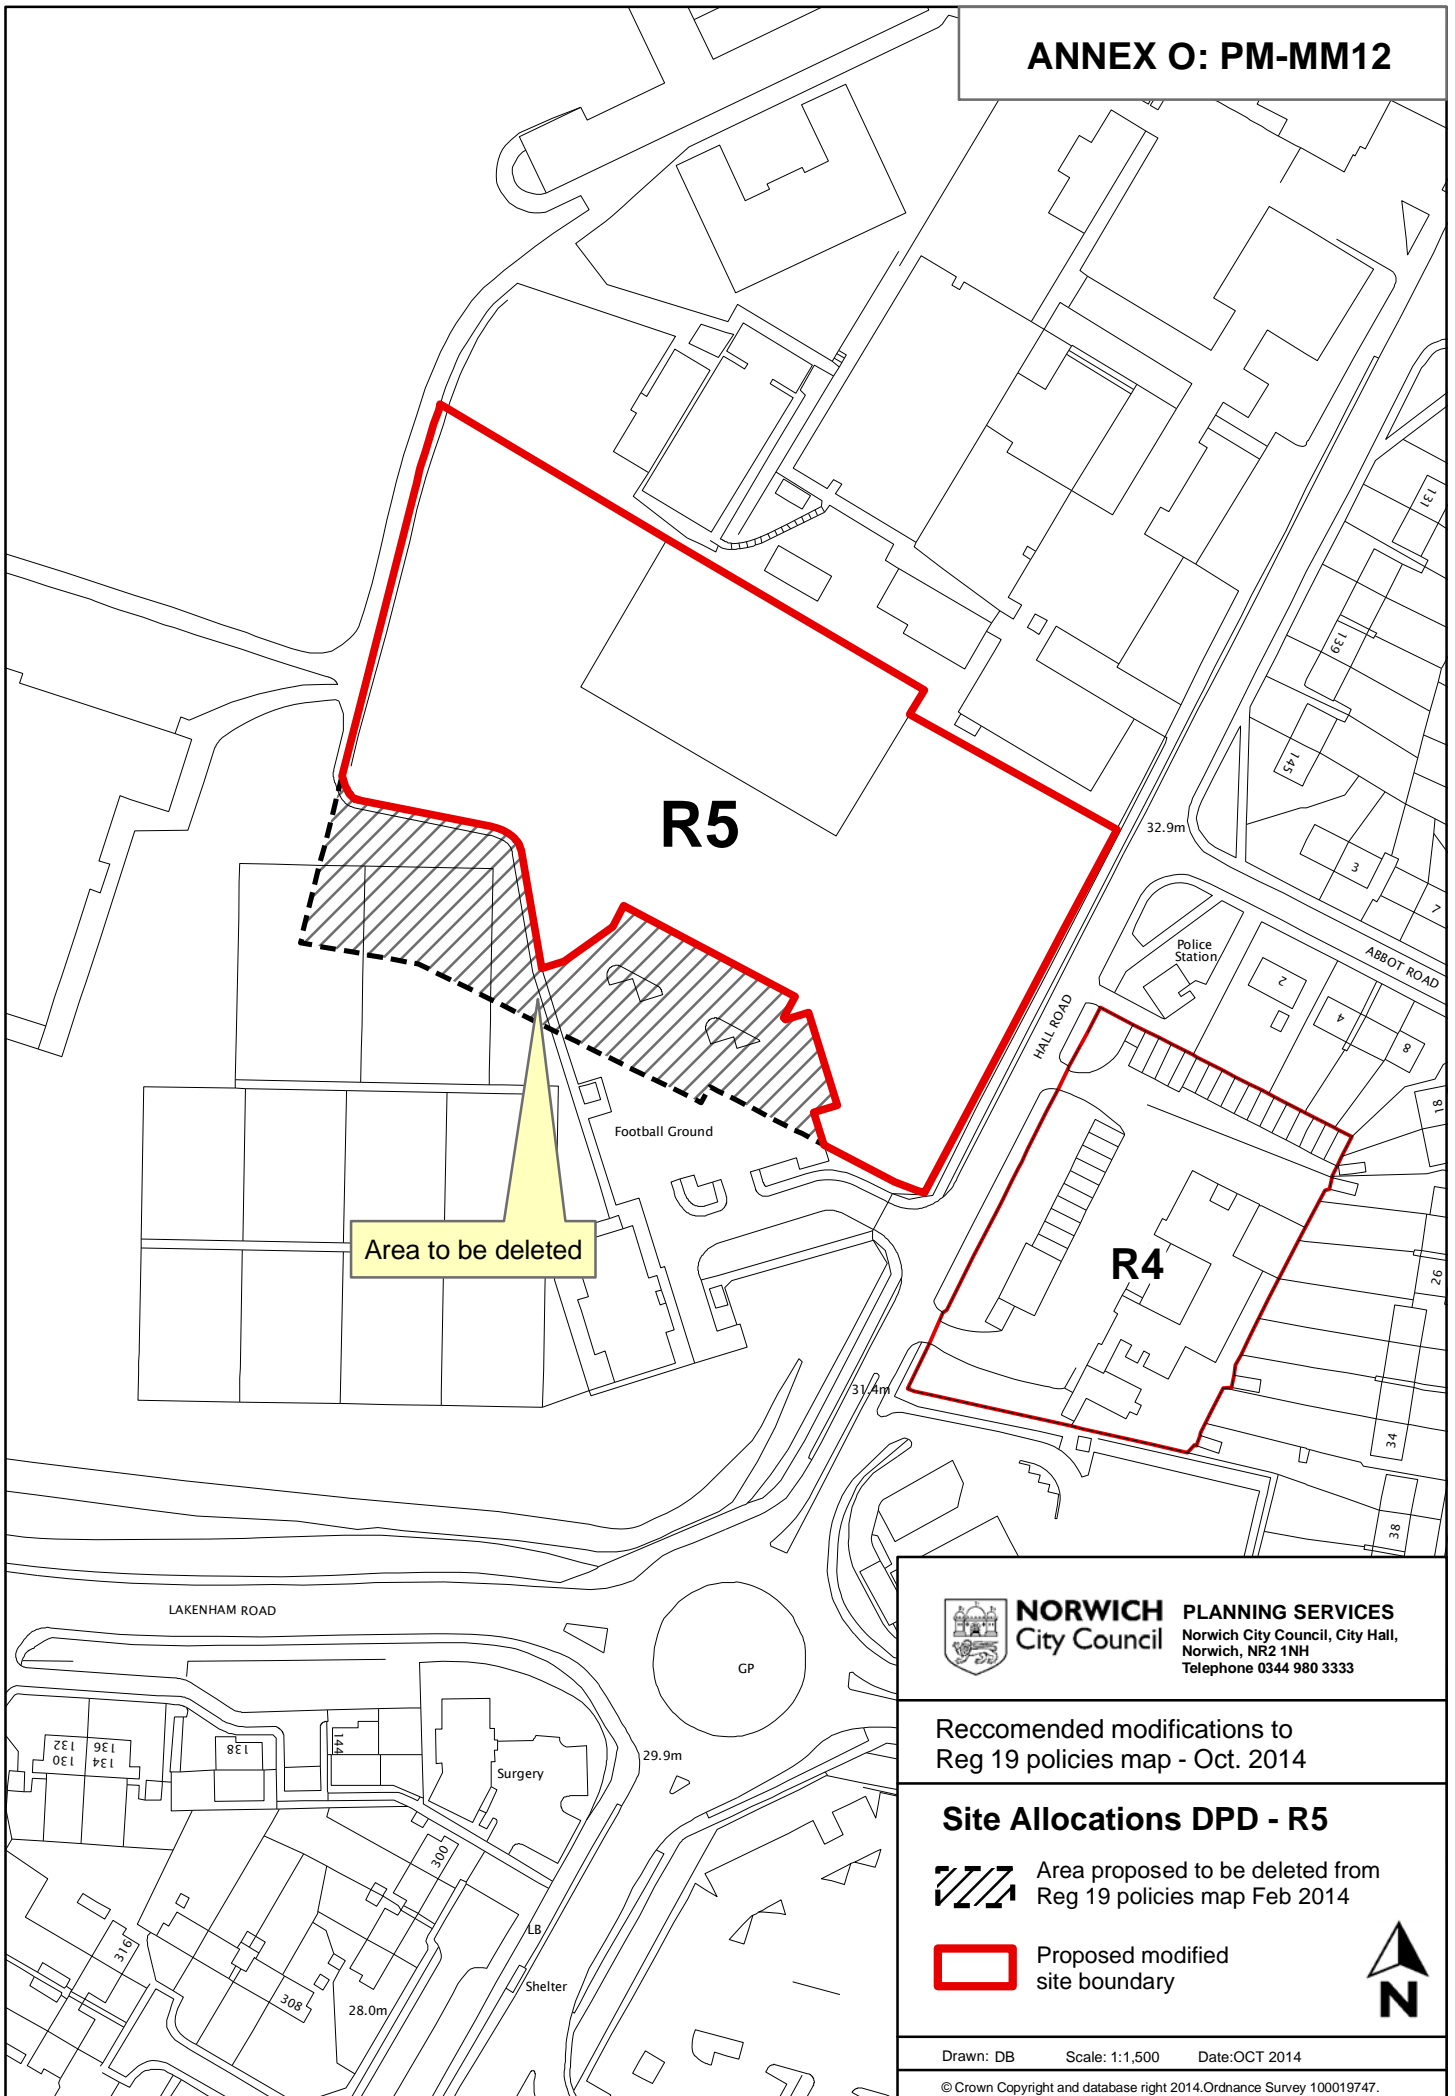 ANNEX O: PM-MM12
131
139
145
R5
32.9m
3
7
Police
Station
ABBOT ROAD
2
4
8
HALL ROAD
18
Football Ground
Area to be deleted
R4
26
31.4m
34
38
LAKENHAM ROAD
GP
132
130
136
134
138
144
29.9m
Surgery
300
LB
316
308
Shelter
28.0m
NORWICH
City Council
PLANNING SERVICES
Norwich City Council, City Hall,
Norwich, NR2 1NH
Telephone 0344 980 3333
Reccomended modifications to
Reg 19 policies map - Oct. 2014
Site Allocations DPD - R5
Area proposed to be deleted from
Reg 19 policies map Feb 2014
Proposed modified
site boundary
N
Drawn: DB Scale: 1:1,500 Date:OCT 2014
© Crown Copyright and database right 2014.Ordnance Survey 100019747.